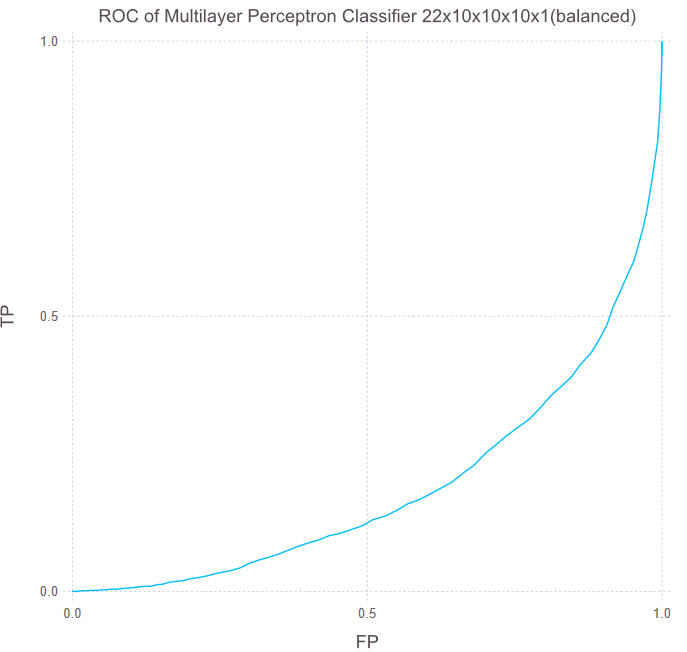 ROC of Multilayer Perceptron Classifier 22x10x10x10x1(balanced)
1.0
TP
0.5
0.0
0.0 0.5 1.0
FP